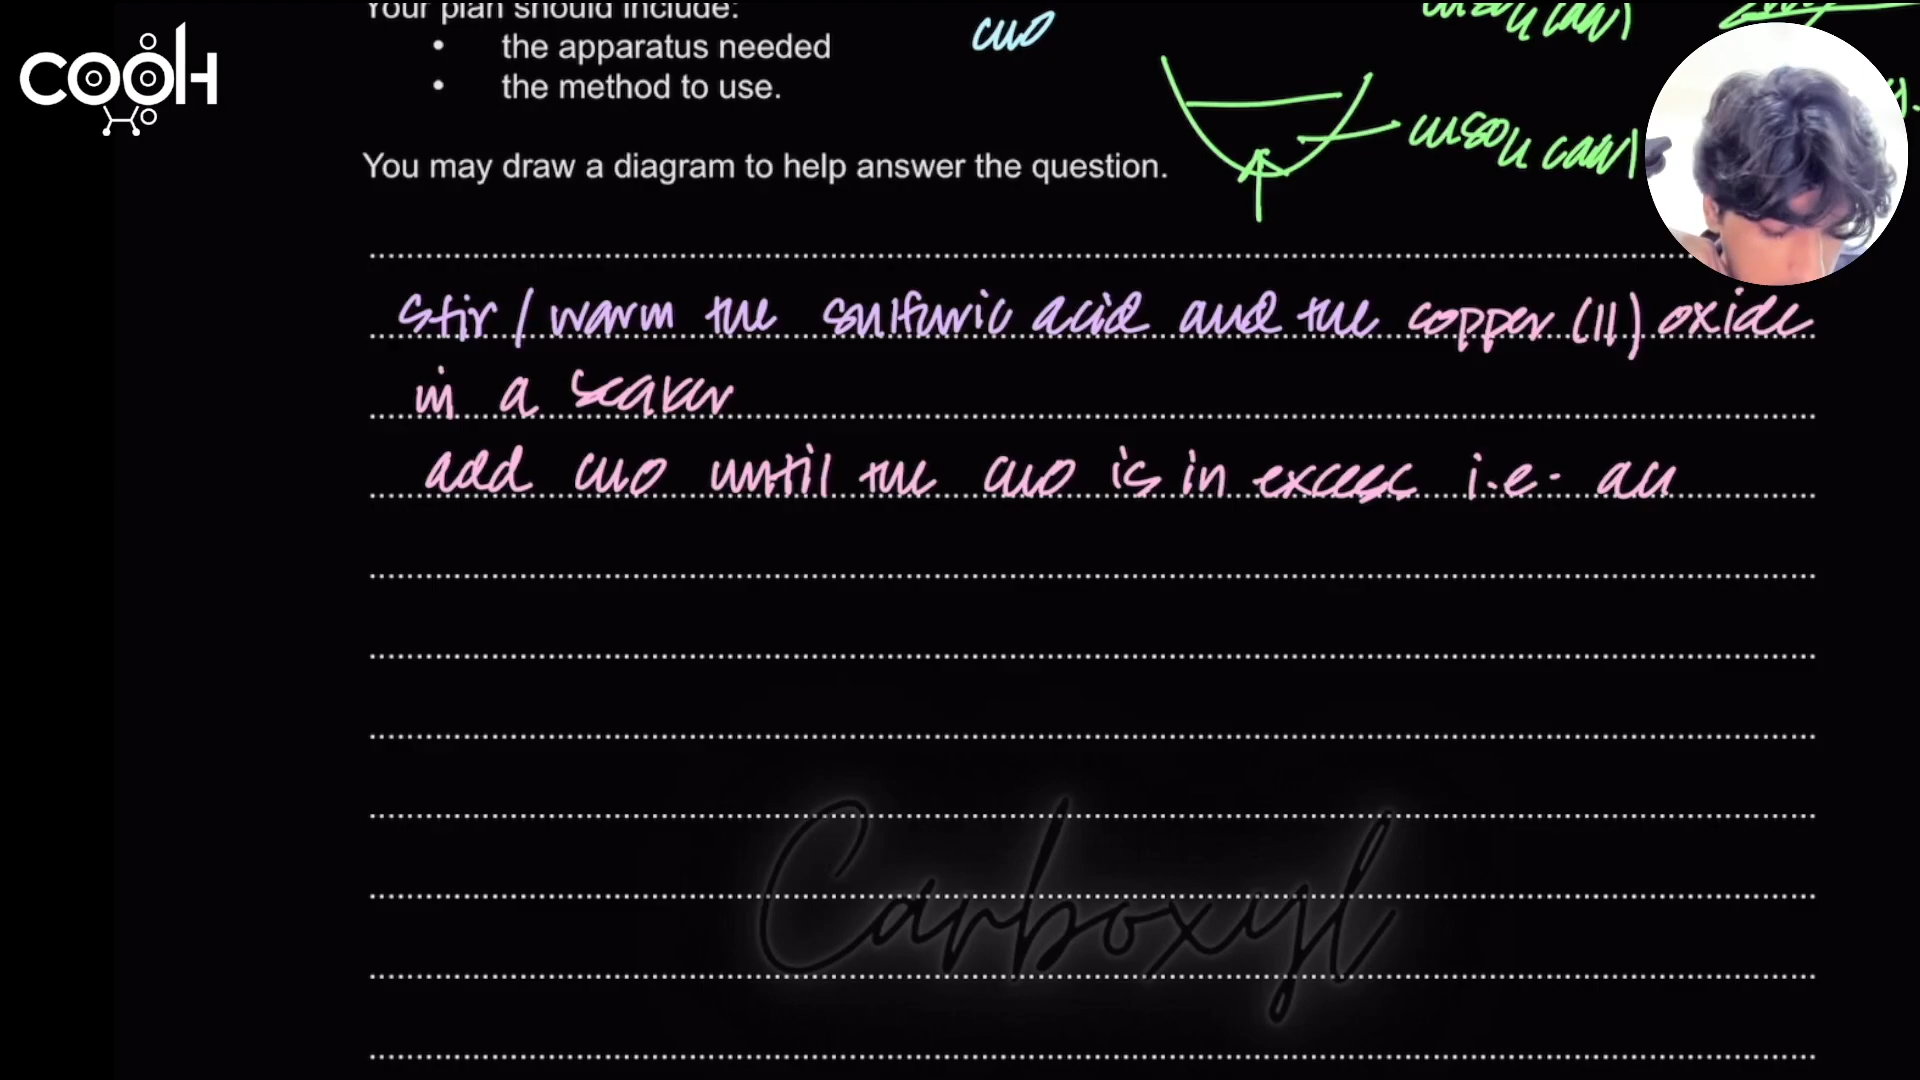 COOH
Your plan should include:
• the apparatus needed
• the method to use.
CuO
CuSO4 (aq)
CuSO4 (aq)
You may draw a diagram to help answer the question.
stir / warm the sulfuric acid and the copper (II) oxide
in a beaker
add CuO until the CuO is in excess i.e. all
Carboxyl